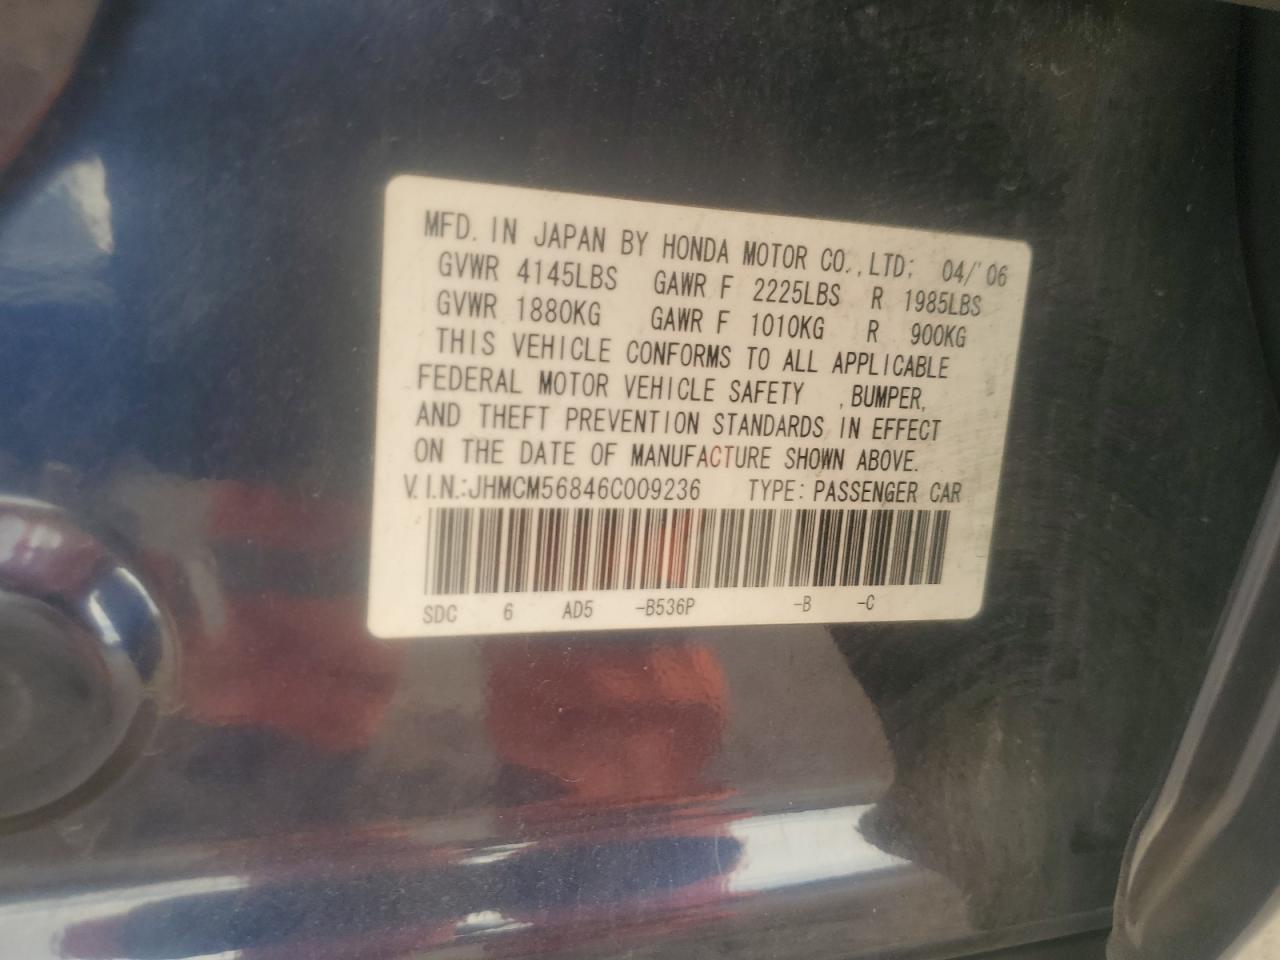 MFD. IN JAPAN BY HONDA MOTOR CO.,LTD; 04/'06
GVWR 4145LBS GAWR F 2225LBS R 1985LBS
GVWR 1880KG GAWR F 1010KG R 900KG
THIS VEHICLE CONFORMS TO ALL APPLICABLE
FEDERAL MOTOR VEHICLE SAFETY , BUMPER,
AND THEFT PREVENTION STANDARDS IN EFFECT
ON THE DATE OF MANUFACTURE SHOWN ABOVE.
V.I.N.:JHMCM56846C009236 TYPE: PASSENGER CAR
SDC 6 AD5 -B536P -B -C